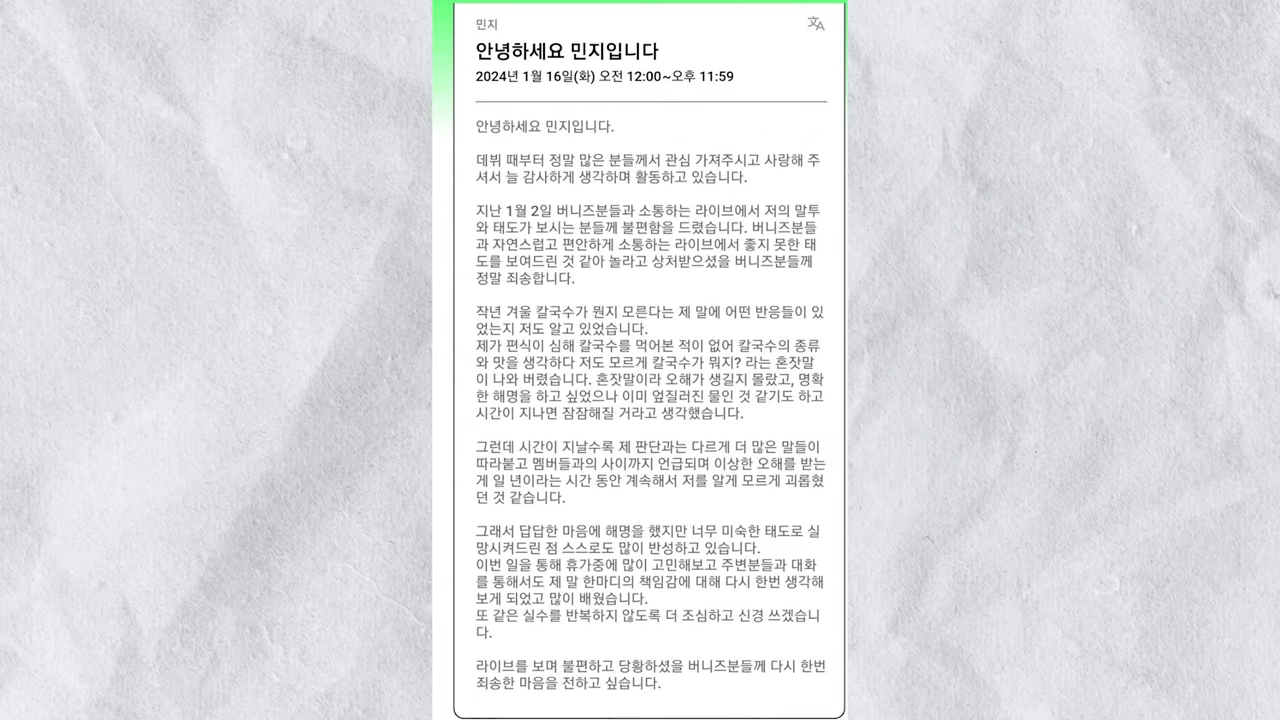 민지
안녕하세요 민지입니다
2024년 1월 16일(화) 오전 12:00~오후 11:59
안녕하세요 민지입니다.
데뷔 때부터 정말 많은 분들께서 관심 가져주시고 사랑해 주
셔서 늘 감사하게 생각하며 활동하고 있습니다.
지난 1월 2일 버니즈분들과 소통하는 라이브에서 저의 말투
와 태도가 보시는 분들께 불편함을 드렸습니다. 버니즈분들
과 자연스럽고 편안하게 소통하는 라이브에서 좋지 못한 태
도를 보여드린 것 같아 놀라고 상처받으셨을 버니즈분들께
정말 죄송합니다.
작년 겨울 칼국수가 뭔지 모른다는 제 말에 어떤 반응들이 있
었는지 저도 알고 있었습니다.
제가 편식이 심해 칼국수를 먹어본 적이 없어 칼국수의 종류
와 맛을 생각하다 저도 모르게 칼국수가 뭐지? 라는 혼잣말
이 나와 버렸습니다. 혼잣말이라 오해가 생길지 몰랐고, 명확
한 해명을 하고 싶었으나 이미 엎질러진 물인 것 같기도 하고
시간이 지나면 잠잠해질 거라고 생각했습니다.
그런데 시간이 지날수록 제 판단과는 다르게 더 많은 말들이
따라붙고 멤버들과의 사이까지 언급되며 이상한 오해를 받는
게 일 년이라는 시간 동안 계속해서 저를 알게 모르게 괴롭혔
던 것 같습니다.
그래서 답답한 마음에 해명을 했지만 너무 미숙한 태도로 실
망시켜드린 점 스스로도 많이 반성하고 있습니다.
이번 일을 통해 휴가중에 많이 고민해보고 주변분들과 대화
를 통해서도 제 말 한마디의 책임감에 대해 다시 한번 생각해
보게 되었고 많이 배웠습니다.
또 같은 실수를 반복하지 않도록 더 조심하고 신경 쓰겠습니
다.
라이브를 보며 불편하고 당황하셨을 버니즈분들께 다시 한번
죄송한 마음을 전하고 싶습니다.